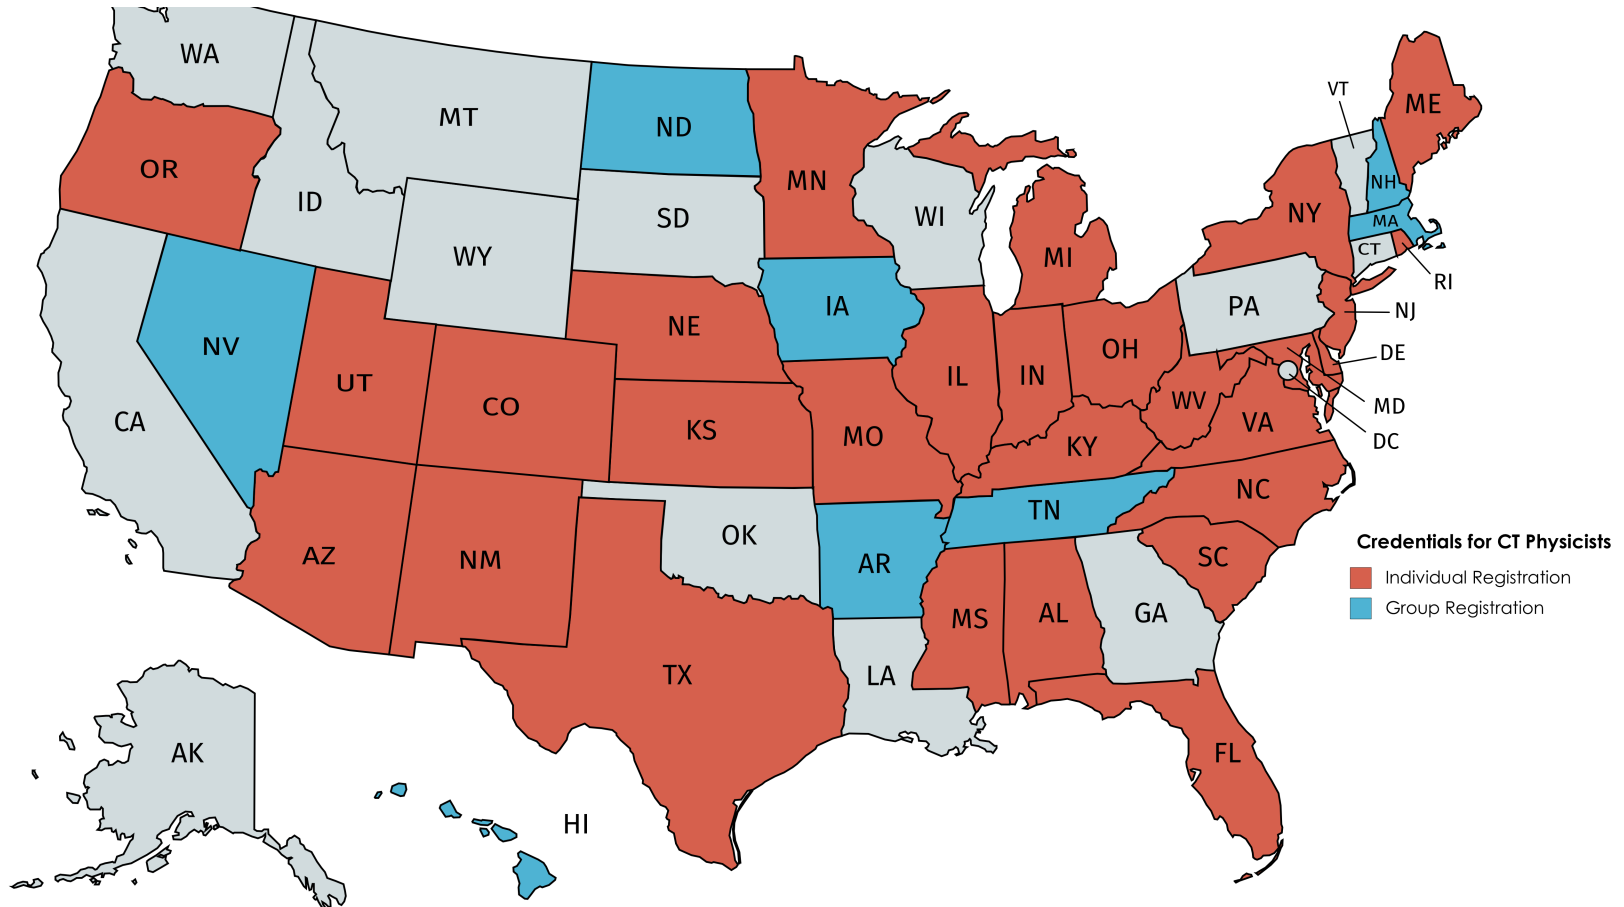 WA
MT
ND
MN
VT
ME
OR
ID
SD
WI
NY
NH
MA
CT
RI
WY
MI
PA
NJ
NV
IA
NE
OH
DE
UT
CO
IL
IN
WV
MD
CA
KS
MO
KY
VA
DC
NC
AZ
NM
OK
TN
AR
SC
Credentials for CT Physicists
Individual Registration
Group Registration
MS
AL
GA
TX
LA
AK
FL
HI